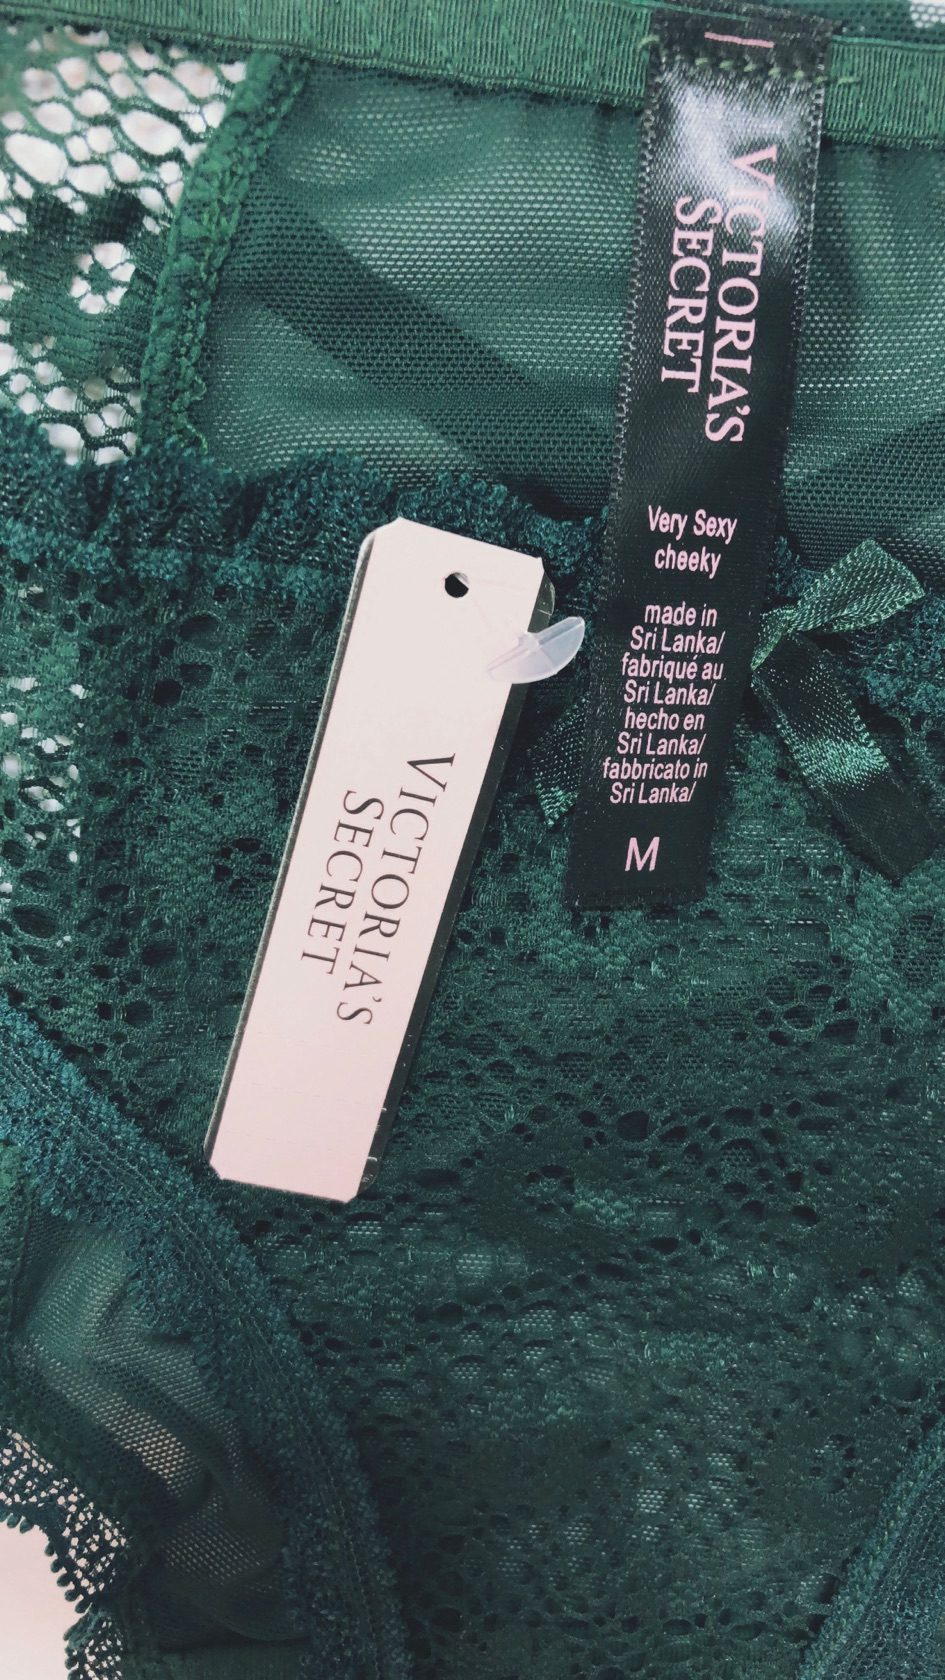 VICTORIA'S
SECRET
Very Sexy
cheeky
made in
Sri Lanka/
fabriqué au
Sri Lanka/
hecho en
Sri Lanka/
fabbricato in
Sri Lanka/
M
VICTORIA'S
SECRET